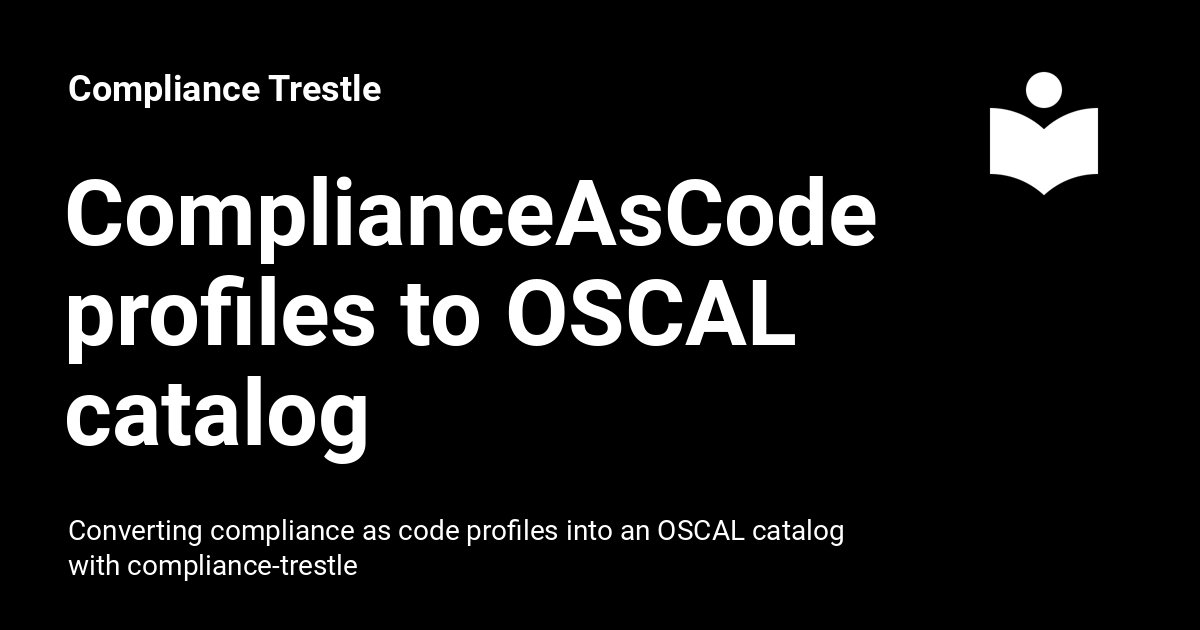 Compliance Trestle
ComplianceAsCode
profiles to OSCAL
catalog
Converting compliance as code profiles into an OSCAL catalog
with compliance-trestle